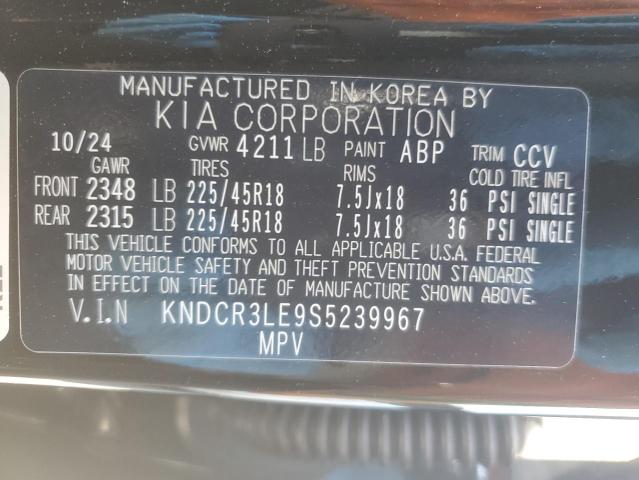 MANUFACTURED IN KOREA BY
KIA CORPORATION
10/24 GVWR 4211 LB PAINT ABP TRIM CCV
GAWR TIRES RIMS COLD TIRE INFL
FRONT 2348 LB 225/45R18 7.5Jx18 36 PSI SINGLE
REAR 2315 LB 225/45R18 7.5Jx18 36 PSI SINGLE
THIS VEHICLE CONFORMS TO ALL APPLICABLE U.S.A. FEDERAL
MOTOR VEHICLE SAFETY AND THEFT PREVENTION STANDARDS
IN EFFECT ON THE DATE OF MANUFACTURE SHOWN ABOVE.
V.I.N KNDCR3LE9S5239967
MPV